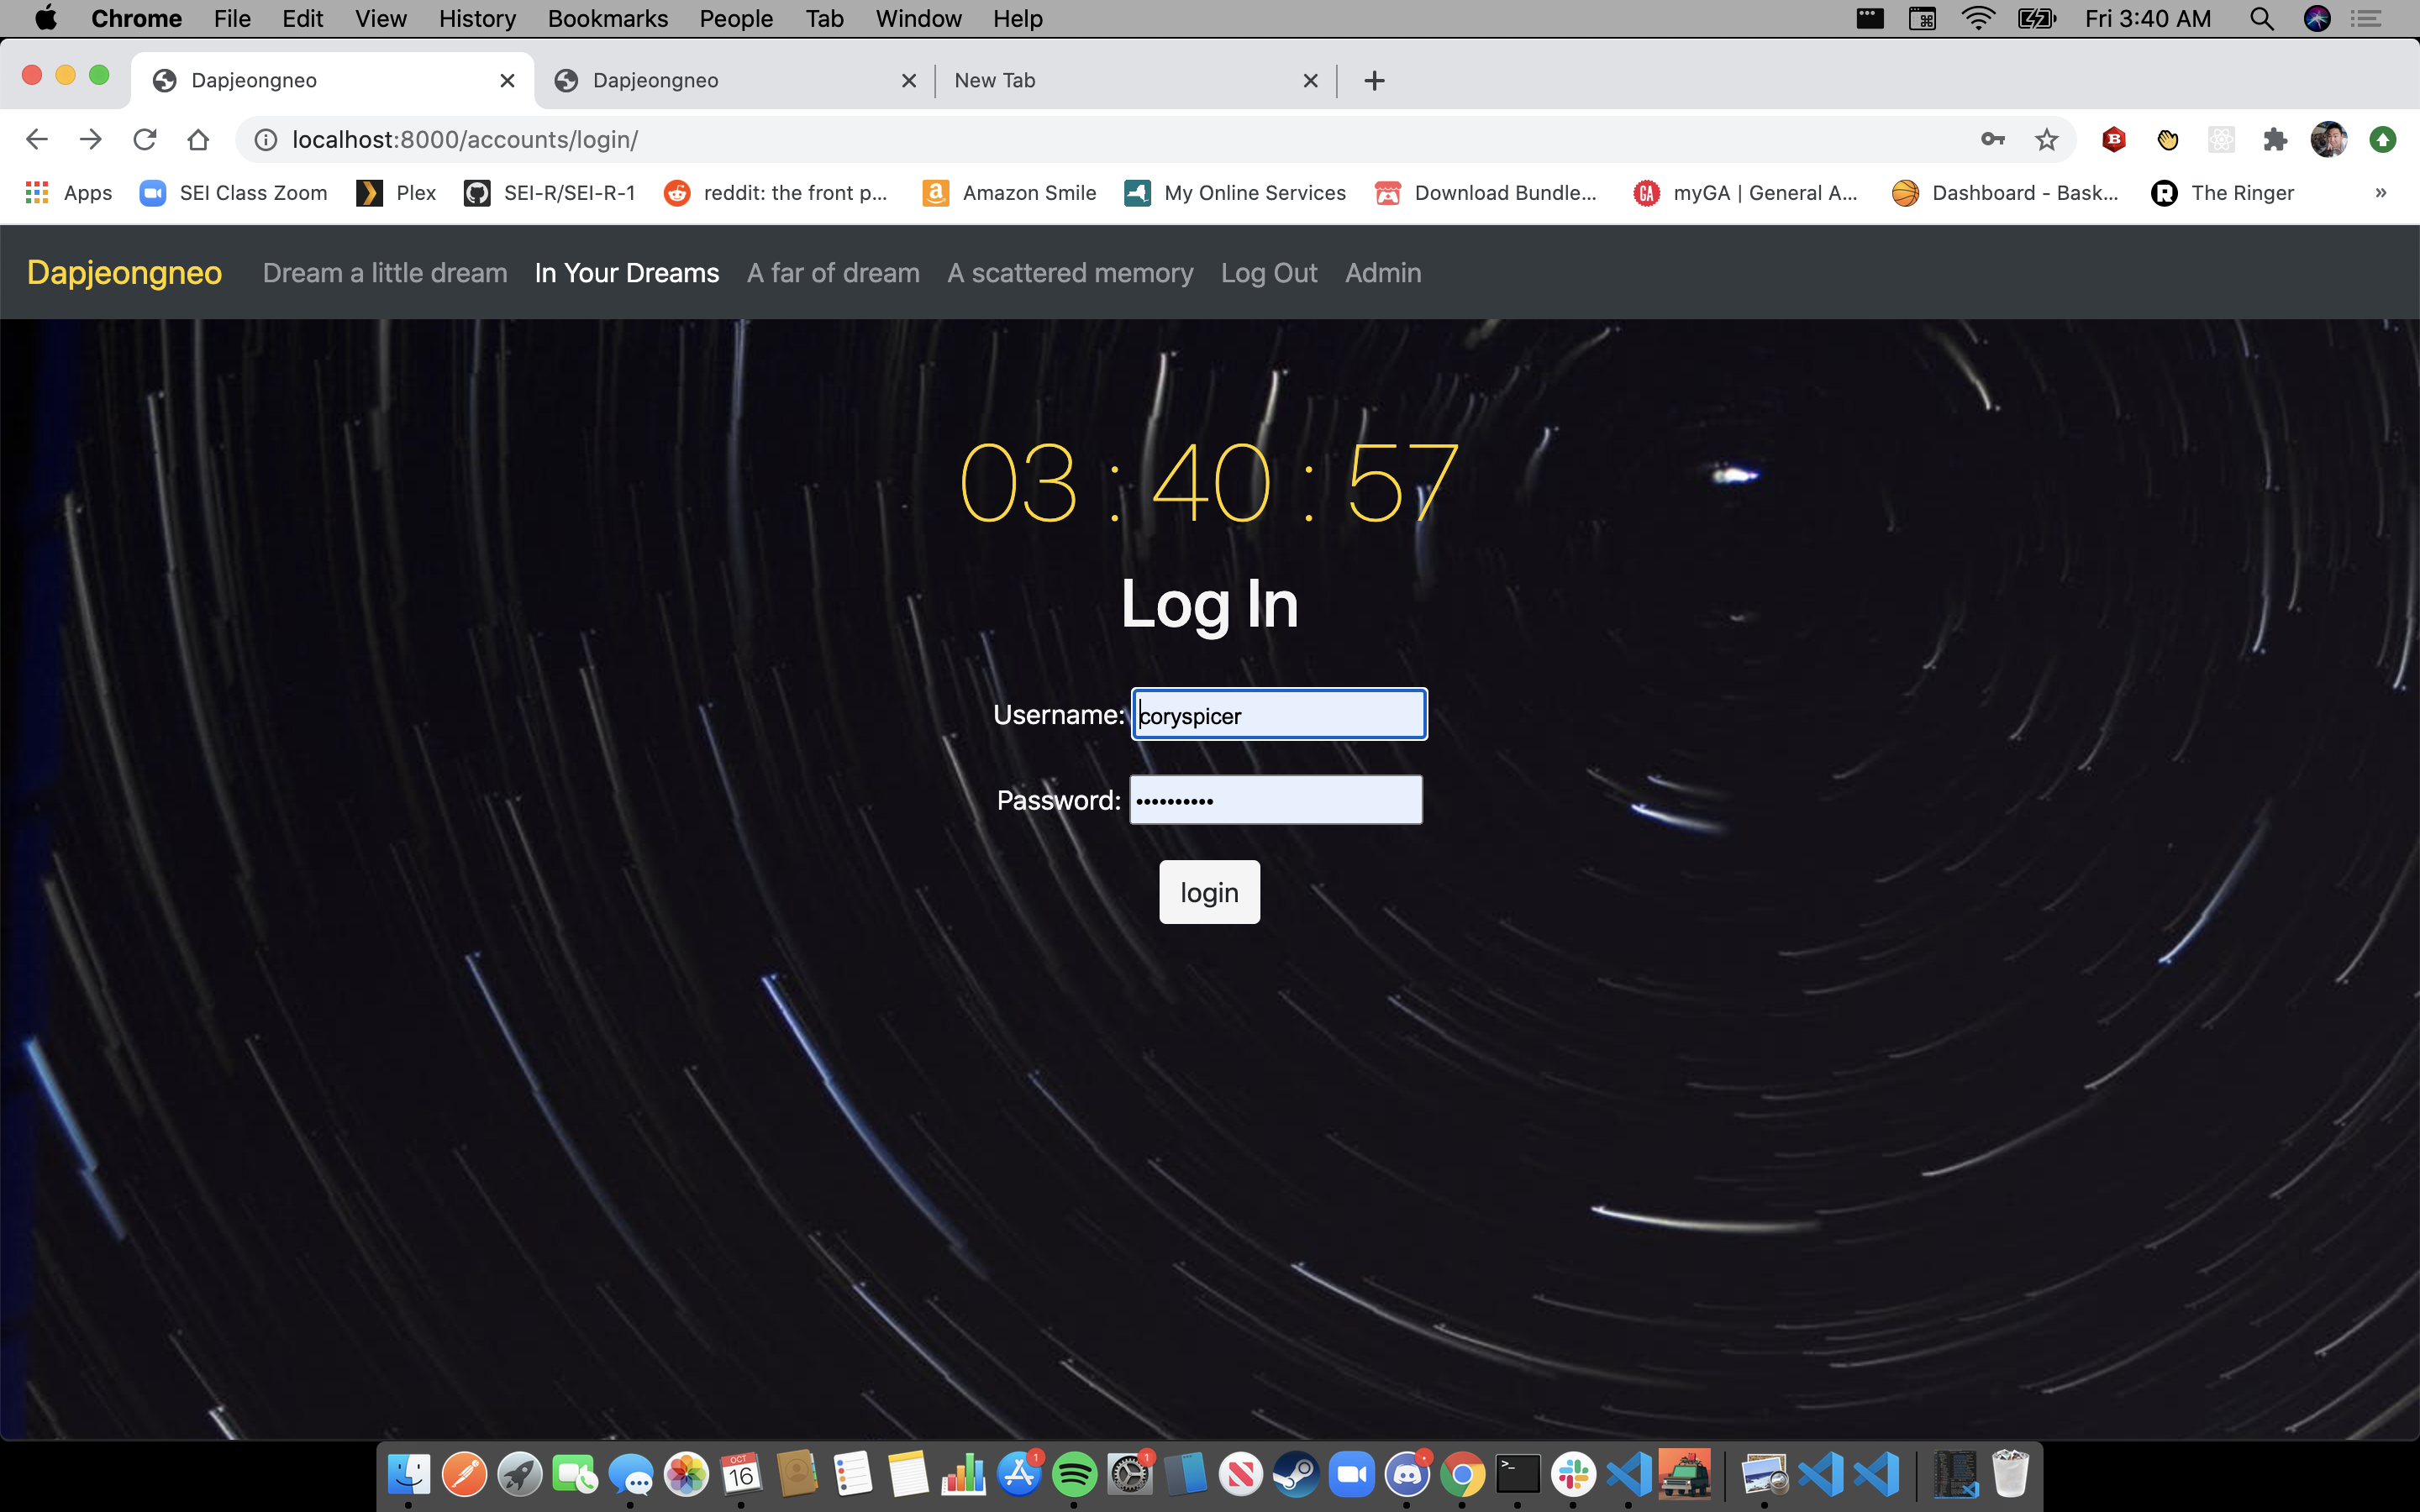 Chrome File Edit View History Bookmarks People Tab Window Help Fri 3:40 AM
Dapjeongneo Dapjeongneo New Tab
localhost:8000/accounts/login/
Apps SEI Class Zoom Plex SEI-R/SEI-R-1 reddit: the front p... Amazon Smile My Online Services Download Bundle... GA myGA | General A... Dashboard - Bask... R The Ringer »
Dapjeongneo Dream a little dream In Your Dreams A far of dream A scattered memory Log Out Admin
03 : 40 : 57
Log In
Username: coryspicer
Password: ••••••••••
login
OCT
16
1
1